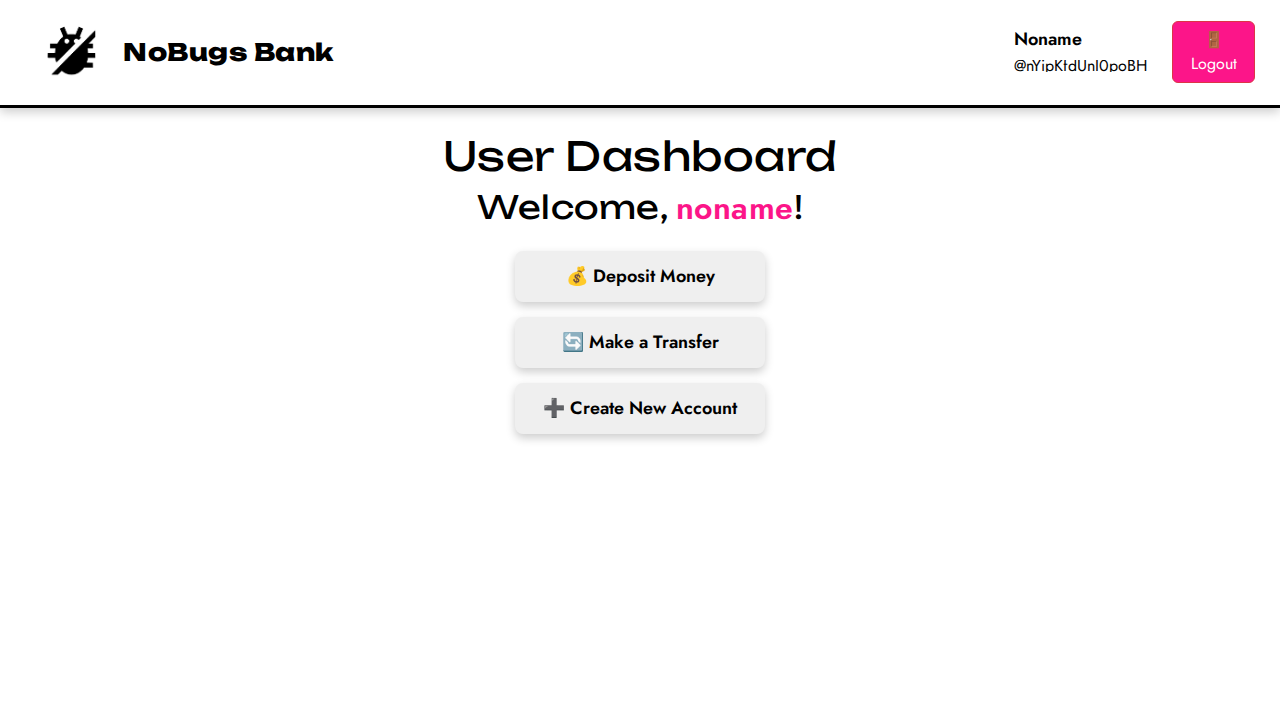 NoBugs Bank
Noname
@nYipKtdUnI0poBH
🚪
Logout
User Dashboard
Welcome, noname!
💰 Deposit Money
🔄 Make a Transfer
➕ Create New Account